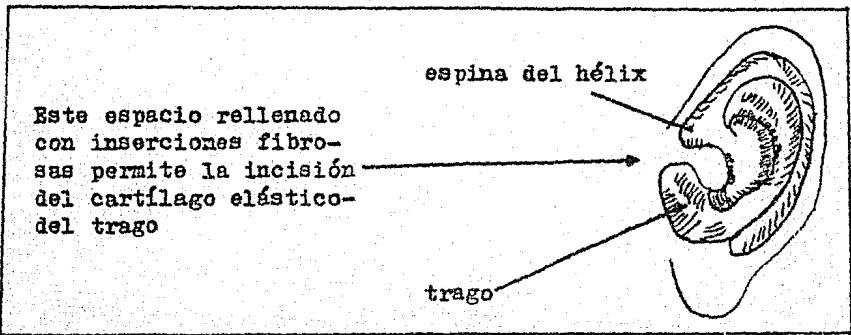 espina del hélix
Este espacio rellenado
con inserciones fibro-
sas permite la incisión
del cartílago elástico-
del trago
trago